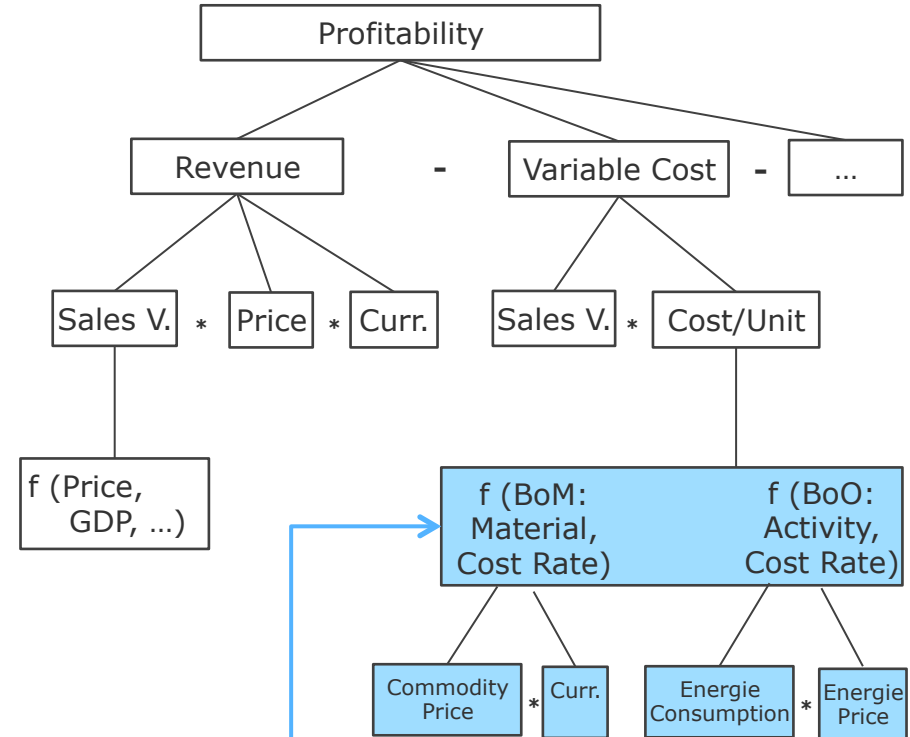 Profitability
Revenue - Variable Cost - ...
Sales V. * Price * Curr. Sales V. * Cost/Unit
f (Price,
GDP, ...)
f (BoM:
Material,
Cost Rate)
f (BoO:
Activity,
Cost Rate)
Commodity
Price
*
Curr.
Energie
Consumption
*
Energie
Price